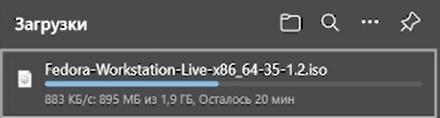 Загрузки
Fedora-Workstation-Live-x86_64-35-1.2.iso
883 КБ/с: 895 МБ из 1,9 ГБ, Осталось 20 мин